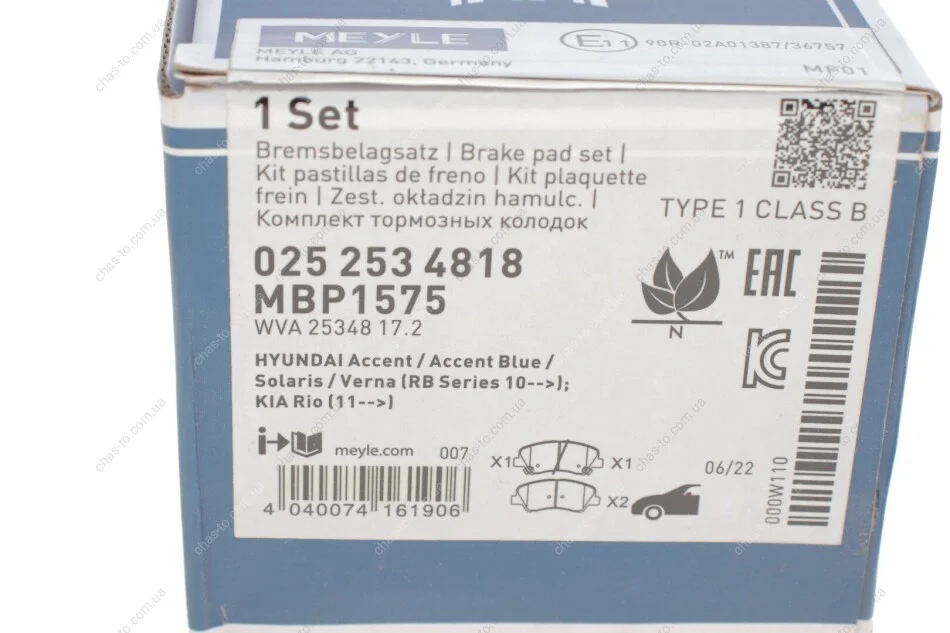 MEYLE
MEYLE AG
Hamburg 22143, Germany
E11 90R-02A01387/36757
MF01
1 Set
Bremsbelagsatz | Brake pad set |
Kit pastillas de freno | Kit plaquette
frein | Zest. okładzin hamulc. |
Комплект тормозных колодок
TYPE 1 CLASS B
025 253 4818
MBP1575
WVA 25348 17.2
TM
EAC
N
HYUNDAI Accent / Accent Blue /
Solaris / Verna (RB Series 10-->);
KIA Rio (11-->)
i
meyle.com 007
X1 X1
X2
06/22
000W110
4 040074 161906
chas-to.com.ua